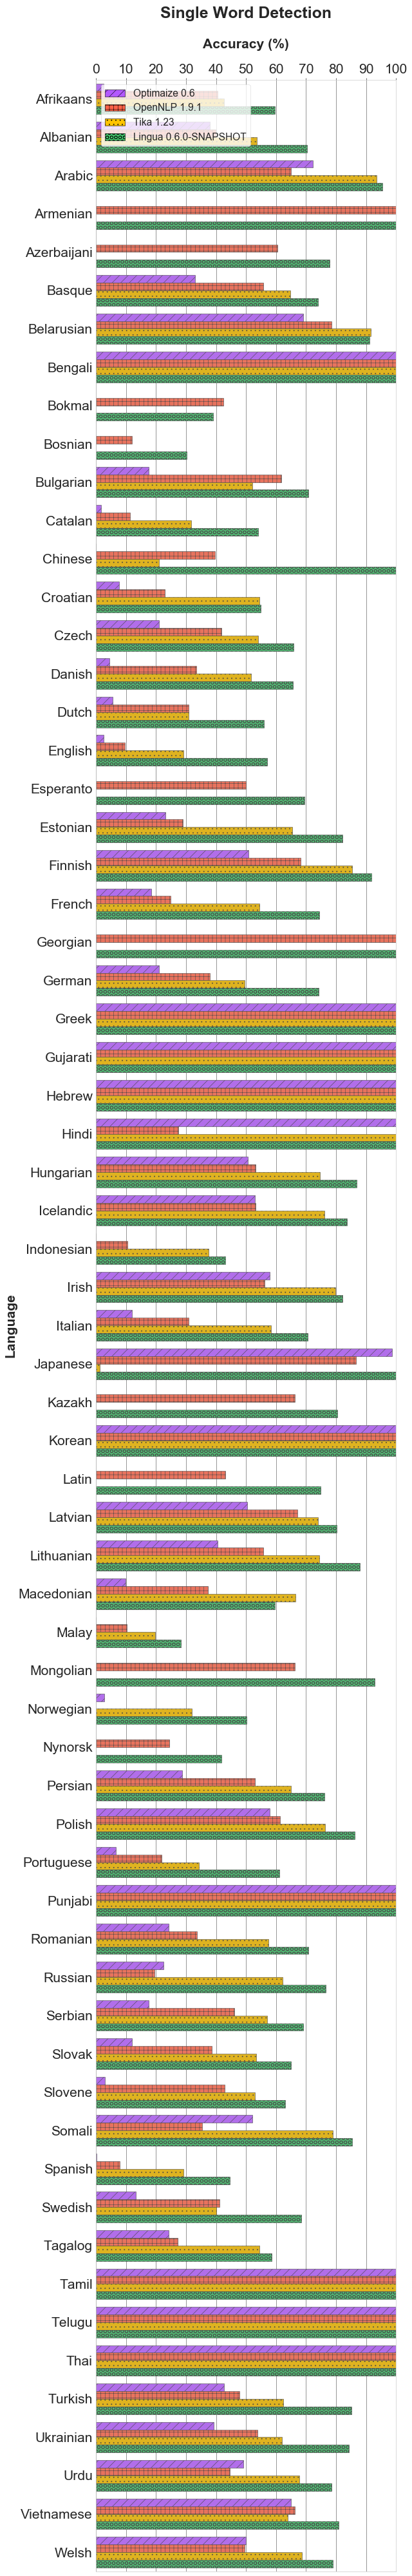 Single Word Detection
Accuracy (%)
0 10 20 30 40 50 60 70 80 90 100
Optimaize 0.6
OpenNLP 1.9.1
Tika 1.23
Lingua 0.6.0-SNAPSHOT
Language
Afrikaans
Albanian
Arabic
Armenian
Azerbaijani
Basque
Belarusian
Bengali
Bokmal
Bosnian
Bulgarian
Catalan
Chinese
Croatian
Czech
Danish
Dutch
English
Esperanto
Estonian
Finnish
French
Georgian
German
Greek
Gujarati
Hebrew
Hindi
Hungarian
Icelandic
Indonesian
Irish
Italian
Japanese
Kazakh
Korean
Latin
Latvian
Lithuanian
Macedonian
Malay
Mongolian
Norwegian
Nynorsk
Persian
Polish
Portuguese
Punjabi
Romanian
Russian
Serbian
Slovak
Slovene
Somali
Spanish
Swedish
Tagalog
Tamil
Telugu
Thai
Turkish
Ukrainian
Urdu
Vietnamese
Welsh